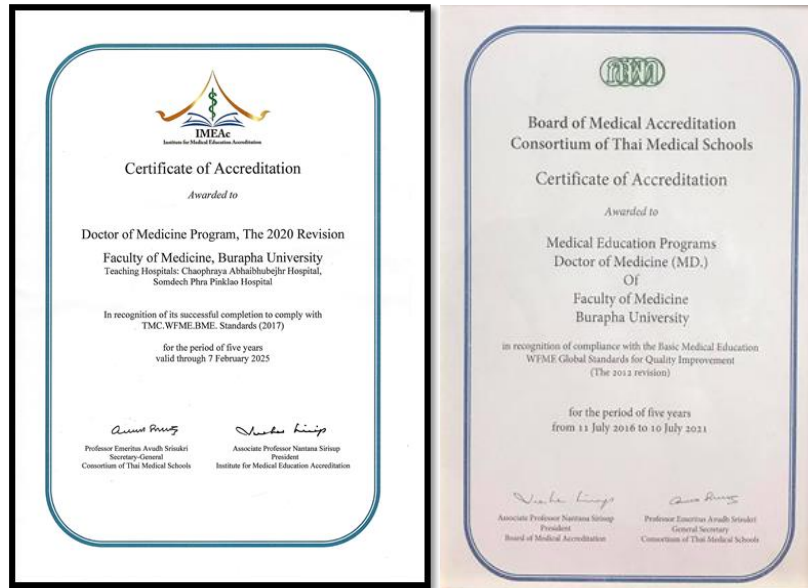 IMEAc
Institute for Medical Education Accreditation
Certificate of Accreditation
Awarded to
Doctor of Medicine Program, The 2020 Revision
Faculty of Medicine, Burapha University
Teaching Hospitals: Chaophraya Abhaibhubejhr Hospital,
Somdech Phra Pinklao Hospital
In recognition of its successful completion to comply with
TMC.WFME.BME. Standards (2017)
for the period of five years
valid through 7 February 2025
Professor Emeritus Avudh Srisukri
Secretary-General
Consortium of Thai Medical Schools
Associate Professor Nantana Sirisup
President
Institute for Medical Education Accreditation
Board of Medical Accreditation
Consortium of Thai Medical Schools
Certificate of Accreditation
Awarded to
Medical Education Programs
Doctor of Medicine (MD.)
Of
Faculty of Medicine
Burapha University
in recognition of compliance with the Basic Medical Education
WFME Global Standards for Quality Improvement
(The 2012 revision)
for the period of five years
from 11 July 2016 to 10 July 2021
Associate Professor Nantana Sirisup
President
Board of Medical Accreditation
Professor Emeritus Avudh Srisukri
General Secretary
Consortium of Thai Medical Schools